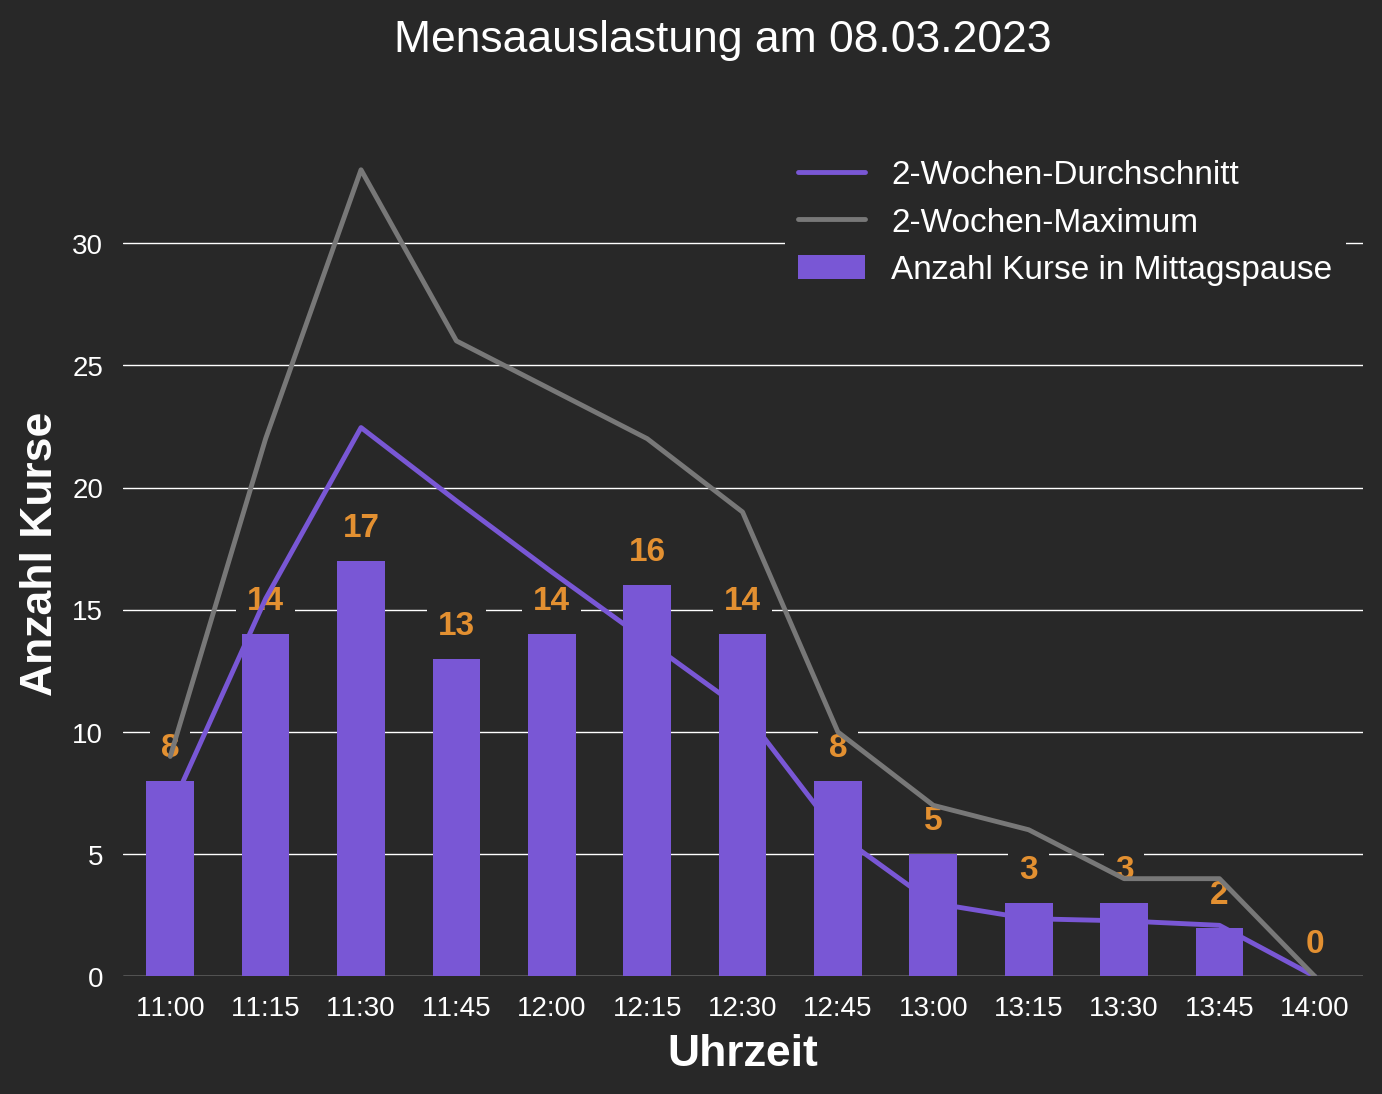 Mensaauslastung am 08.03.2023
2-Wochen-Durchschnitt
2-Wochen-Maximum
Anzahl Kurse in Mittagspause
Anzahl Kurse
30
25
20
15
10
5
0
8
14
17
13
14
16
14
8
5
3
3
2
0
11:00 11:15 11:30 11:45 12:00 12:15 12:30 12:45 13:00 13:15 13:30 13:45 14:00
Uhrzeit